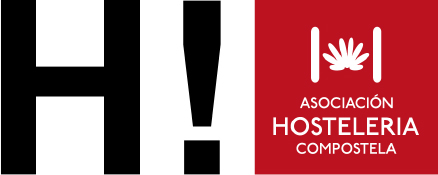 H!
ASOCIACIÓN
HOSTELERIA
COMPOSTELA